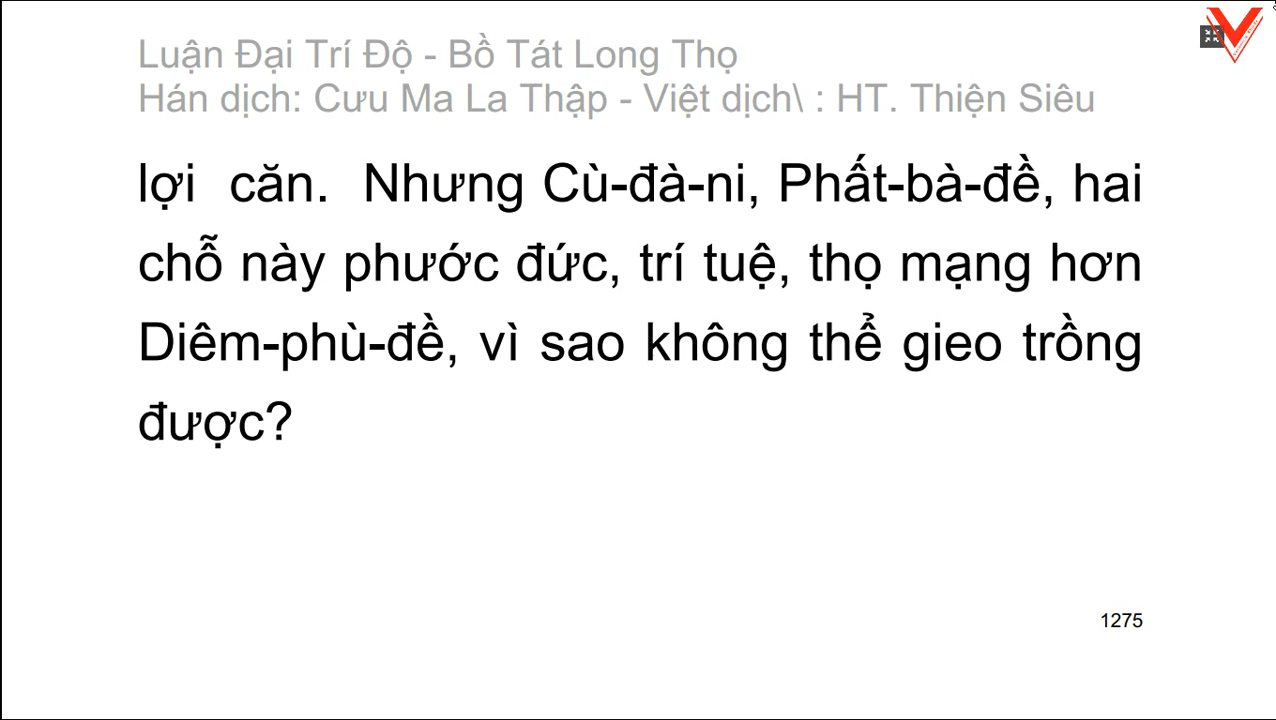 Luận Đại Trí Độ - Bồ Tát Long Thọ
Hán dịch: Cưu Ma La Thập - Việt dịch\ : HT. Thiện Siêu
lợi căn. Nhưng Cù-đà-ni, Phất-bà-đề, hai
chỗ này phước đức, trí tuệ, thọ mạng hơn
Diêm-phù-đề, vì sao không thể gieo trồng
được?
1275